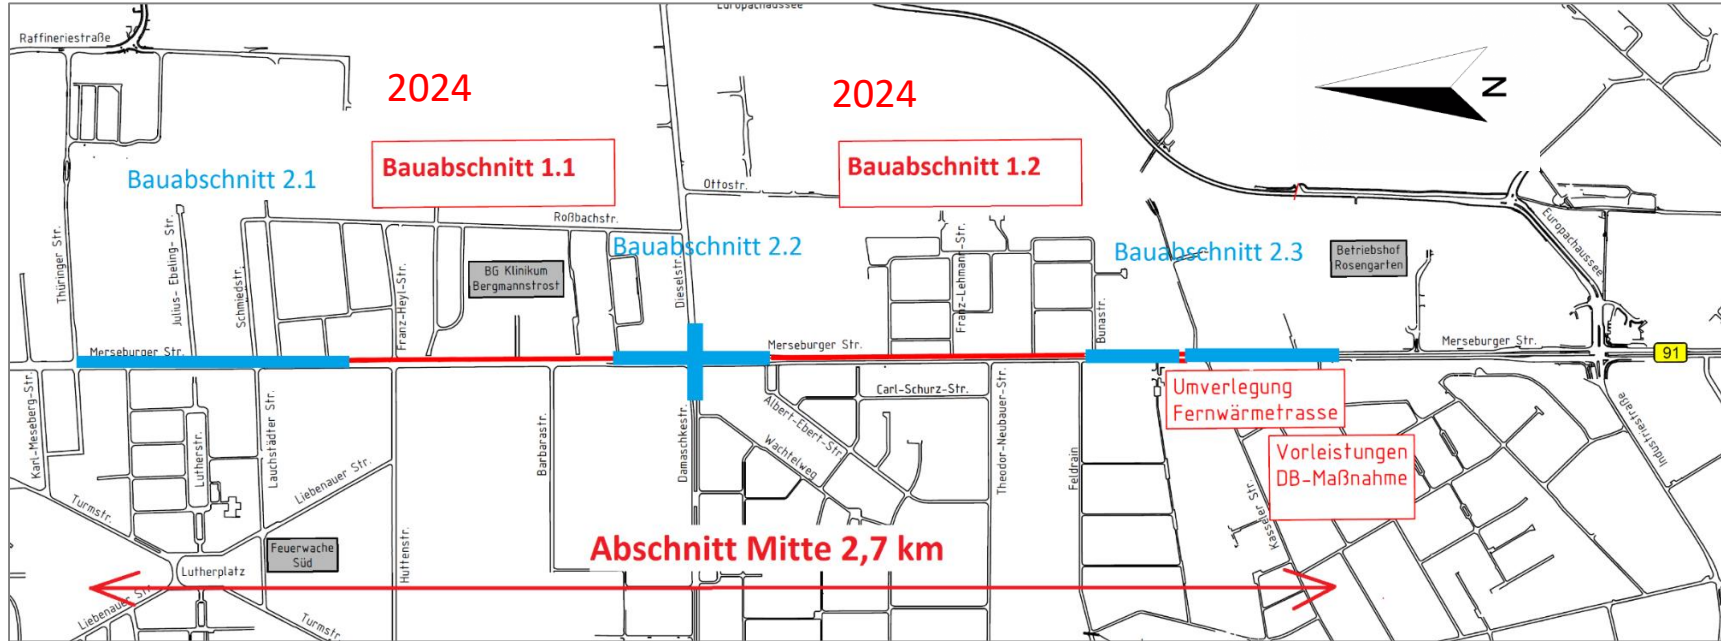 Europachaussee
Raffineriestraße
2024
2024
N
Bauabschnitt 1.1
Bauabschnitt 1.2
Bauabschnitt 2.1
Ottostr.
Roßbachstr.
Thüringer Str.
Julius- Ebeling- Str.
Schmiedstr.
Franz-Heyl-Str.
BG Klinikum
Bergmannstrost
Bauabschnitt 2.2
Dieselstr.
Franz-Lehmann-Str.
Bunastr.
Bauabschnitt 2.3
Betriebshof
Rosengarten
Europachaussee
Merseburger Str.
Merseburger Str.
Merseburger Str.
91
Karl-Meseberg-Str.
Lutherstr.
Lauchstädter Str.
Liebenauer Str.
Turmstr.
Huttenstr.
Barbarastr.
Damaschkestr.
Albert-Ebert-Str
Wachtelweg
Carl-Schurz-Str.
Theodor-Neubauer-Str.
Feldrain
Umverlegung
Fernwärmetrasse
Vorleistungen
DB-Maßnahme
Kasseler Str.
Industriestraße
Feuerwache
Süd
Lutherplatz
Liebenauer Str.
Turmstr.
Abschnitt Mitte 2,7 km